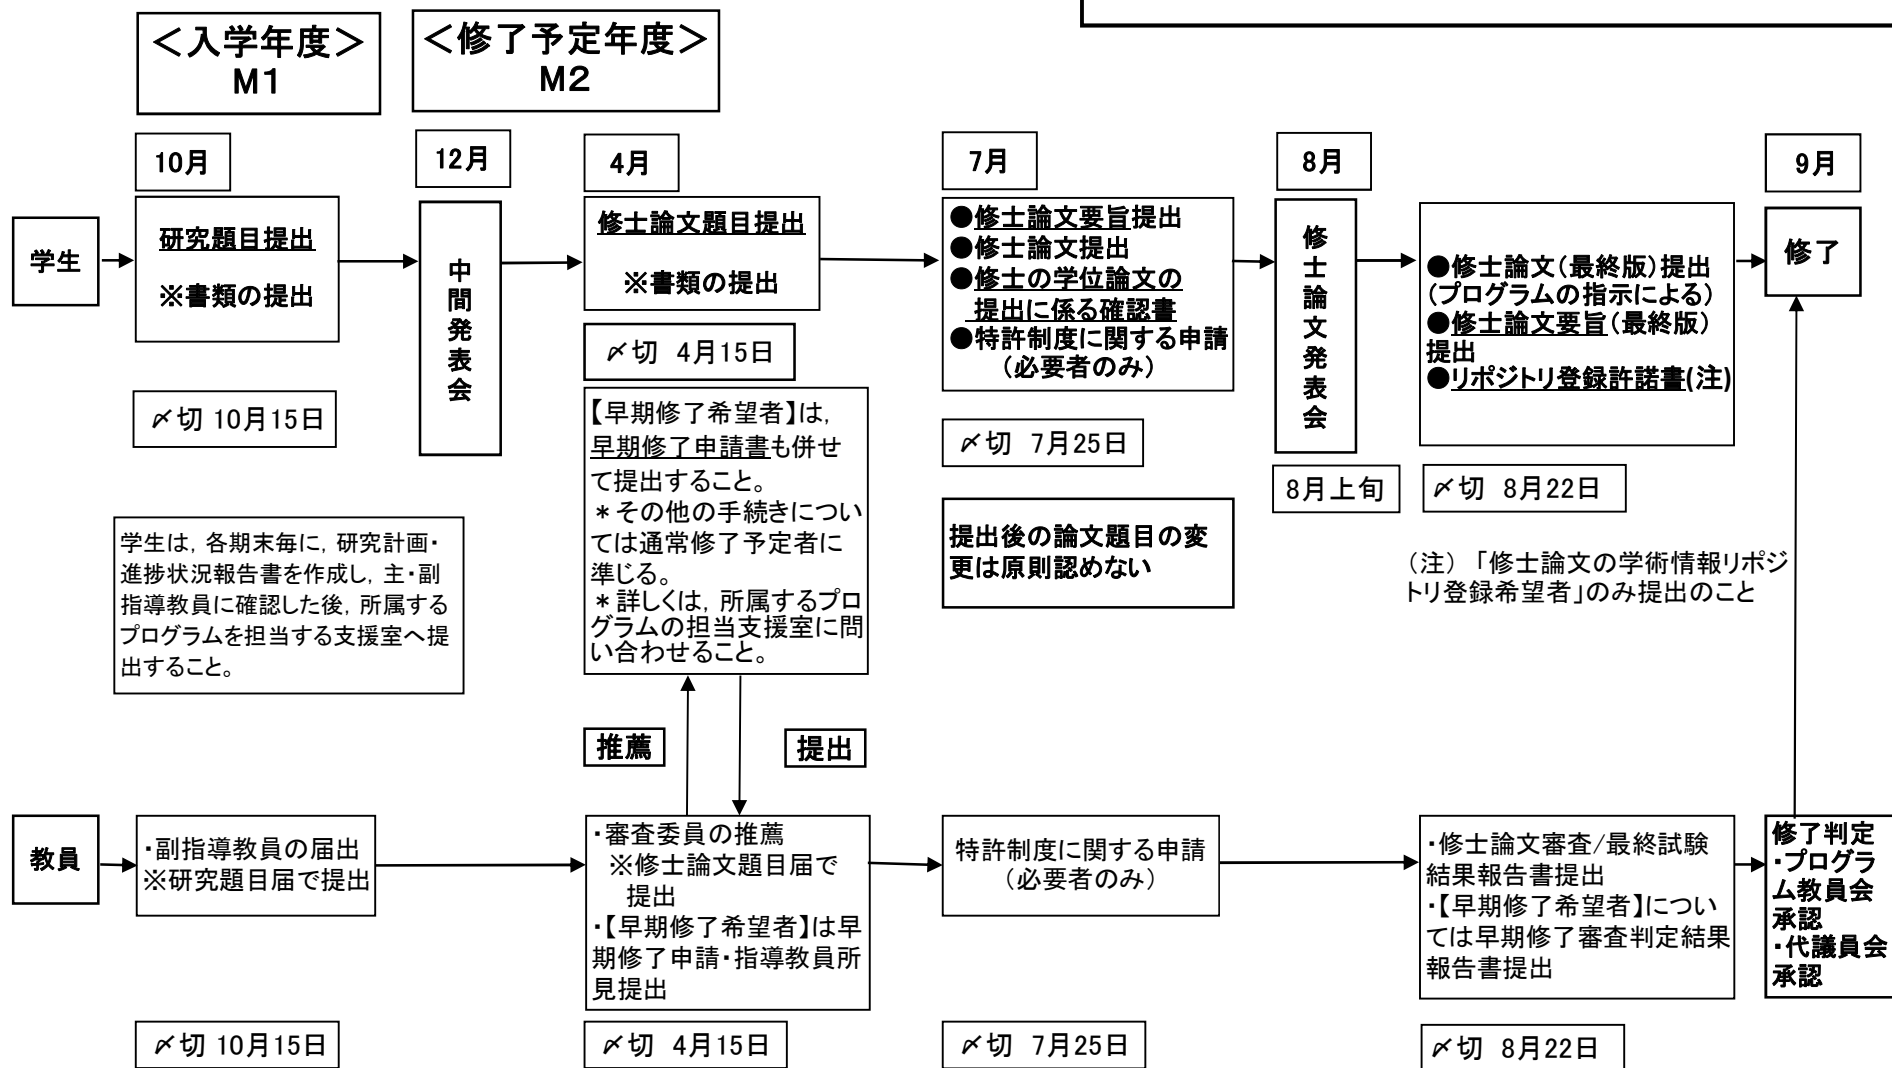 ＜入学年度＞
M1
＜修了予定年度＞
M2
10月
12月
4月
7月
8月
9月
学生
研究題目提出
※書類の提出
〆切 10月15日
中間発表会
修士論文題目提出
※書類の提出
〆切 4月15日
【早期修了希望者】は，
早期修了申請書も併せ
て提出すること。
＊その他の手続きについ
ては通常修了予定者に
準じる。
＊詳しくは，所属するプロ
グラムの担当支援室に問
い合わせること。
●修士論文要旨提出
●修士論文提出
●修士の学位論文の
提出に係る確認書
●特許制度に関する申請
（必要者のみ）
〆切 7月25日
提出後の論文題目の変
更は原則認めない
修士論文発表会
8月上旬
●修士論文（最終版）提出
（プログラムの指示による）
●修士論文要旨（最終版）
提出
●リポジトリ登録許諾書(注)
〆切 8月22日
（注）「修士論文の学術情報リポジ
トリ登録希望者」のみ提出のこと
修了
学生は，各期末毎に，研究計画・
進捗状況報告書を作成し，主・副
指導教員に確認した後，所属する
プログラムを担当する支援室へ提
出すること。
推薦
提出
教員
・副指導教員の届出
※研究題目届で提出
〆切 10月15日
・審査委員の推薦
※修士論文題目届で
提出
・【早期修了希望者】は早
期修了申請・指導教員所
見提出
〆切 4月15日
特許制度に関する申請
（必要者のみ）
〆切 7月25日
・修士論文審査/最終試験
結果報告書提出
・【早期修了希望者】につい
ては早期修了審査判定結果
報告書提出
〆切 8月22日
修了判定
・プログラ
ム教員会
承認
・代議員会
承認